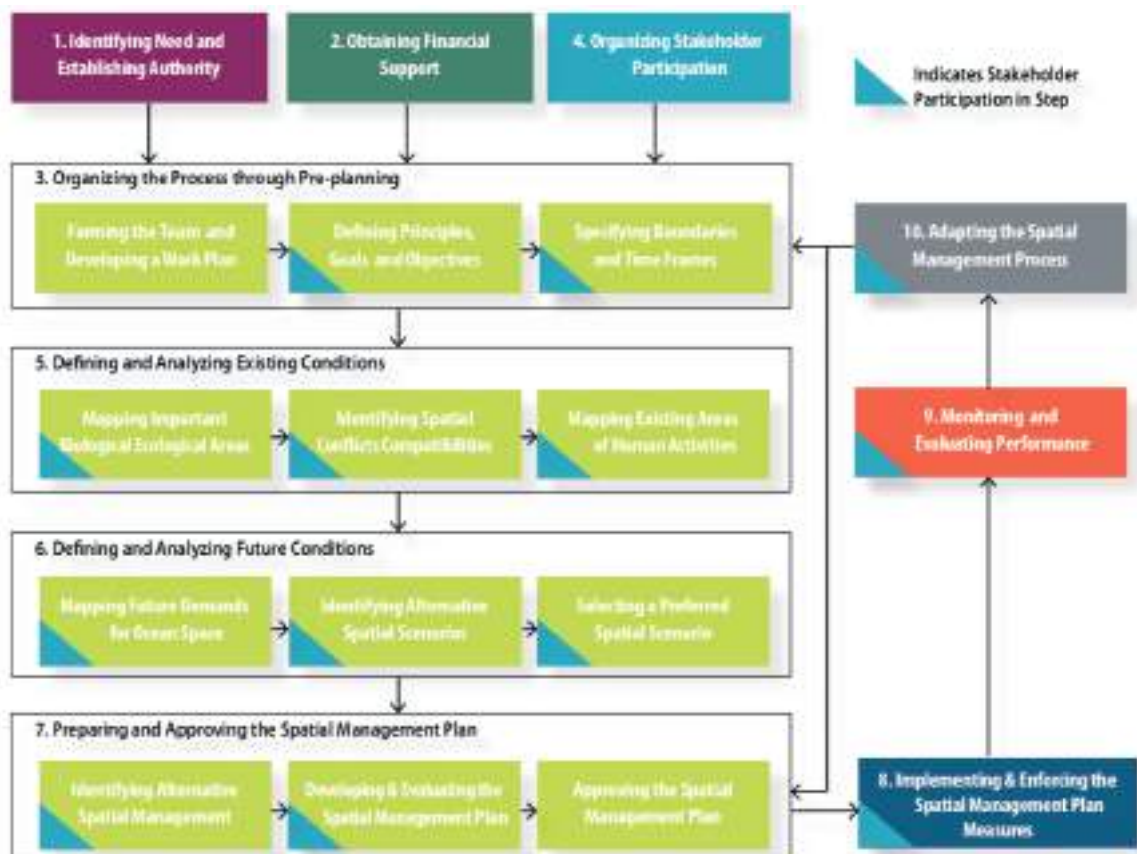 1. Identifying Need and
Establishing Authority
2. Obtaining Financial
Support
4. Organizing Stakeholder
Participation
Indicates Stakeholder
Participation in Step
3. Organizing the Process through Pre-planning
Forming the Team and
Developing a Work Plan
Defining Principles,
Goals and Objectives
Specifying Boundaries
and Time Frames
10. Adapting the Spatial
Management Process
5. Defining and Analyzing Existing Conditions
Mapping Important
Biological Ecological Areas
Identifying Spatial
Conflicts Compatibilities
Mapping Existing Areas
of Human Activities
9. Monitoring and
Evaluating Performance
6. Defining and Analyzing Future Conditions
Mapping Future Demands
for Ocean Space
Identifying Alternative
Spatial Scenarios
Selecting a Preferred
Spatial Scenario
7. Preparing and Approving the Spatial Management Plan
Identifying Alternative
Spatial Management
Developing & Evaluating the
Spatial Management Plan
Approving the Spatial
Management Plan
8. Implementing & Enforcing the
Spatial Management Plan
Measures